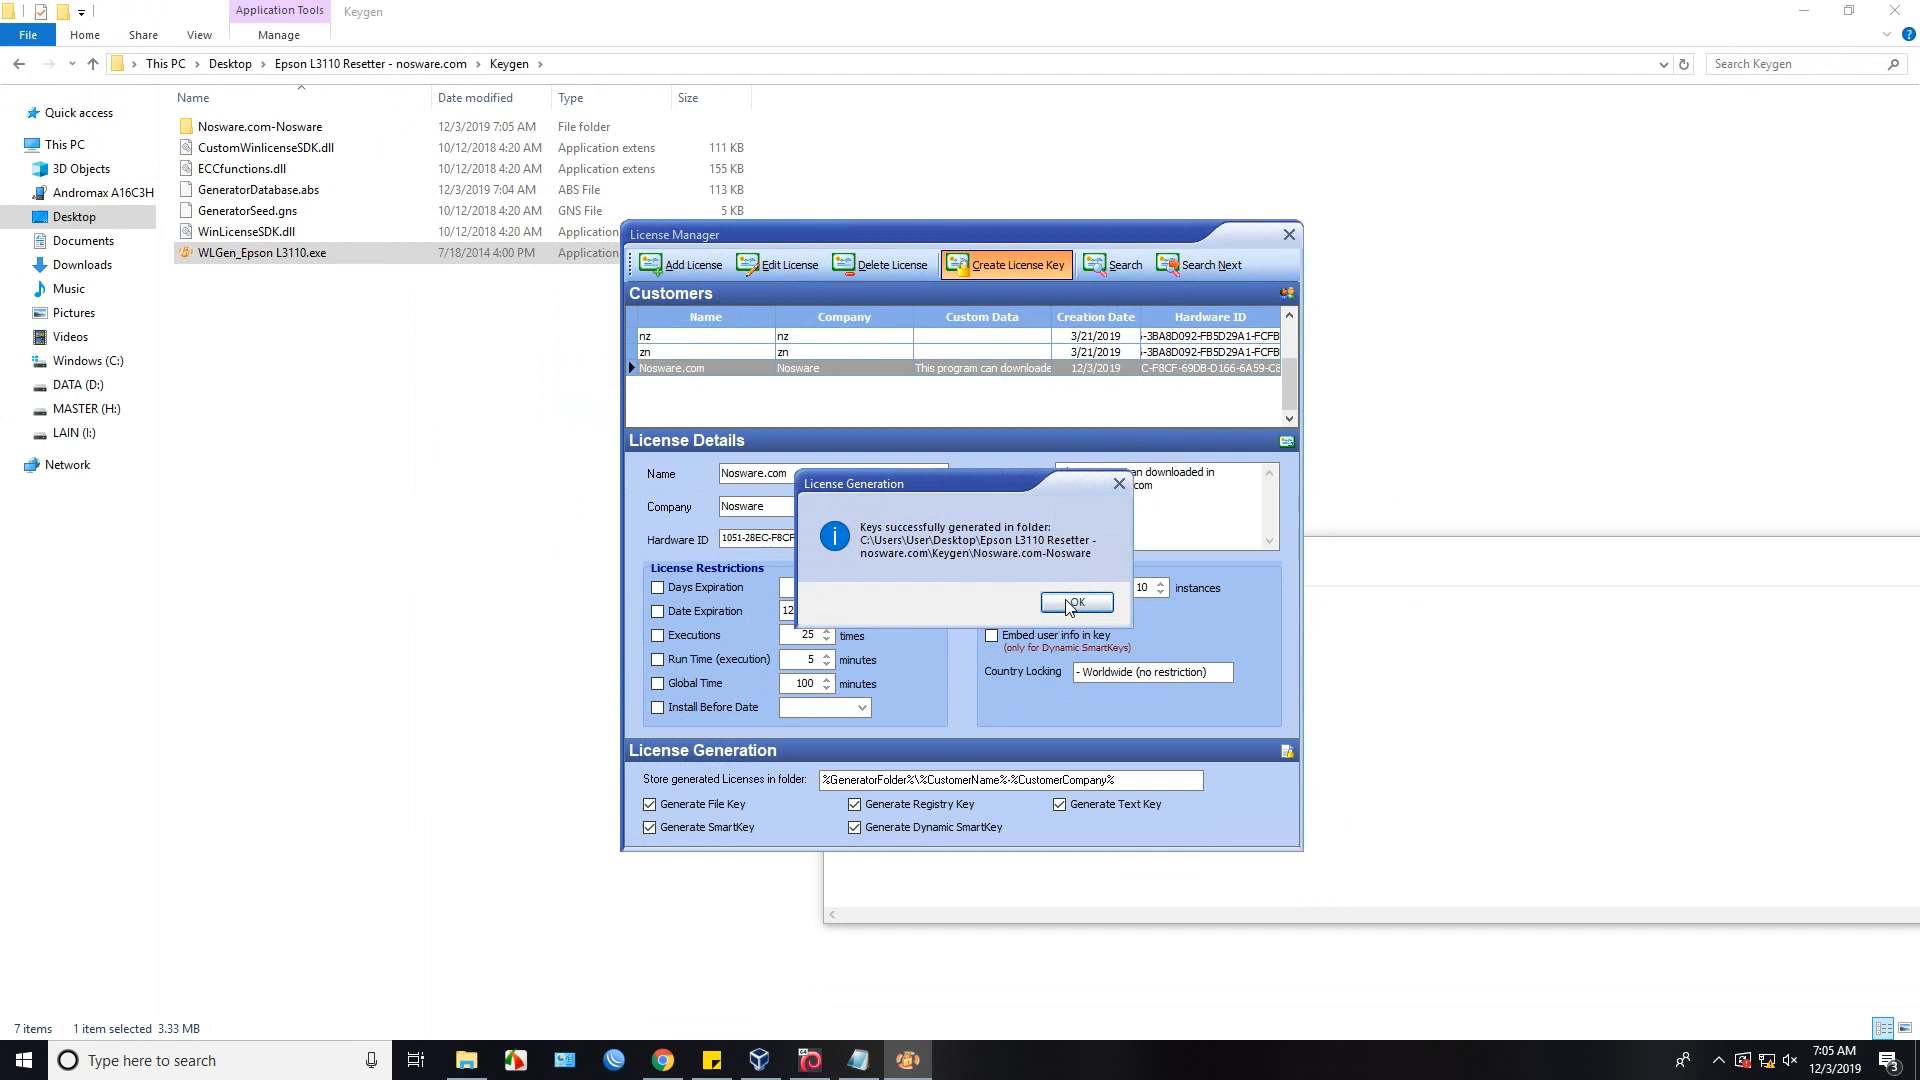 Application Tools
Keygen
File
Home
Share
View
Manage
This PC
Desktop
Epson L3110 Resetter - nosware.com
Keygen
Search Keygen
Name
Date modified
Type
Size
Quick access
This PC
3D Objects
Andromax A16C3H
Desktop
Documents
Downloads
Music
Pictures
Videos
Windows (C:)
DATA (D:)
MASTER (H:)
LAIN (I:)
Network
Nosware.com-Nosware 12/3/2019 7:05 AM File folder
CustomWinlicenseSDK.dll 10/12/2018 4:20 AM Application extens 111 KB
ECCfunctions.dll 10/12/2018 4:20 AM Application extens 155 KB
GeneratorDatabase.abs 12/3/2019 7:04 AM ABS File 113 KB
GeneratorSeed.gns 10/12/2018 4:20 AM GNS File 5 KB
WinLicenseSDK.dll 10/12/2018 4:20 AM Application
WLGen_Epson L3110.exe 7/18/2014 4:00 PM Application
License Manager
Add License
Edit License
Delete License
Create License Key
Search
Search Next
Customers
Name Company Custom Data Creation Date Hardware ID
nz nz 3/21/2019 -3BA8D092-FB5D29A1-FCFB
zn zn 3/21/2019 -3BA8D092-FB5D29A1-FCFB
Nosware.com Nosware This program can downloade 12/3/2019 C-F8CF-69DB-D166-6A59-C8
License Details
Name Nosware.com
an downloaded in
com
Company Nosware
Hardware ID 1051-28EC-F8CF
License Generation
Keys successfully generated in folder:
C:\Users\User\Desktop\Epson L3110 Resetter -
nosware.com\Keygen\Nosware.com-Nosware
OK
License Restrictions
Days Expiration
10 instances
Date Expiration 12
Executions 25 times
Embed user info in key
(only for Dynamic SmartKeys)
Run Time (execution) 5 minutes
Country Locking - Worldwide (no restriction)
Global Time 100 minutes
Install Before Date
License Generation
Store generated Licenses in folder: %GeneratorFolder%\%CustomerName%-%CustomerCompany%
Generate File Key
Generate Registry Key
Generate Text Key
Generate SmartKey
Generate Dynamic SmartKey
7 items
1 item selected 3.33 MB
Type here to search
7:05 AM
12/3/2019
3